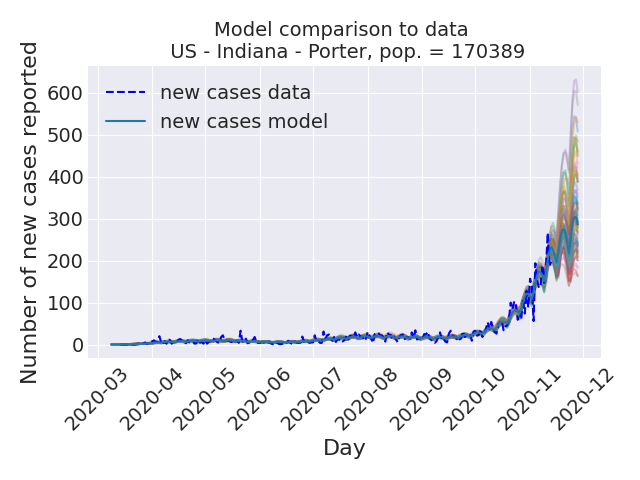 Model comparison to data
US - Indiana - Porter, pop. = 170389
Number of new cases reported
600
500
400
300
200
100
0
new cases data
new cases model
2020-03
2020-04
2020-05
2020-06
2020-07
2020-08
2020-09
2020-10
2020-11
2020-12
Day